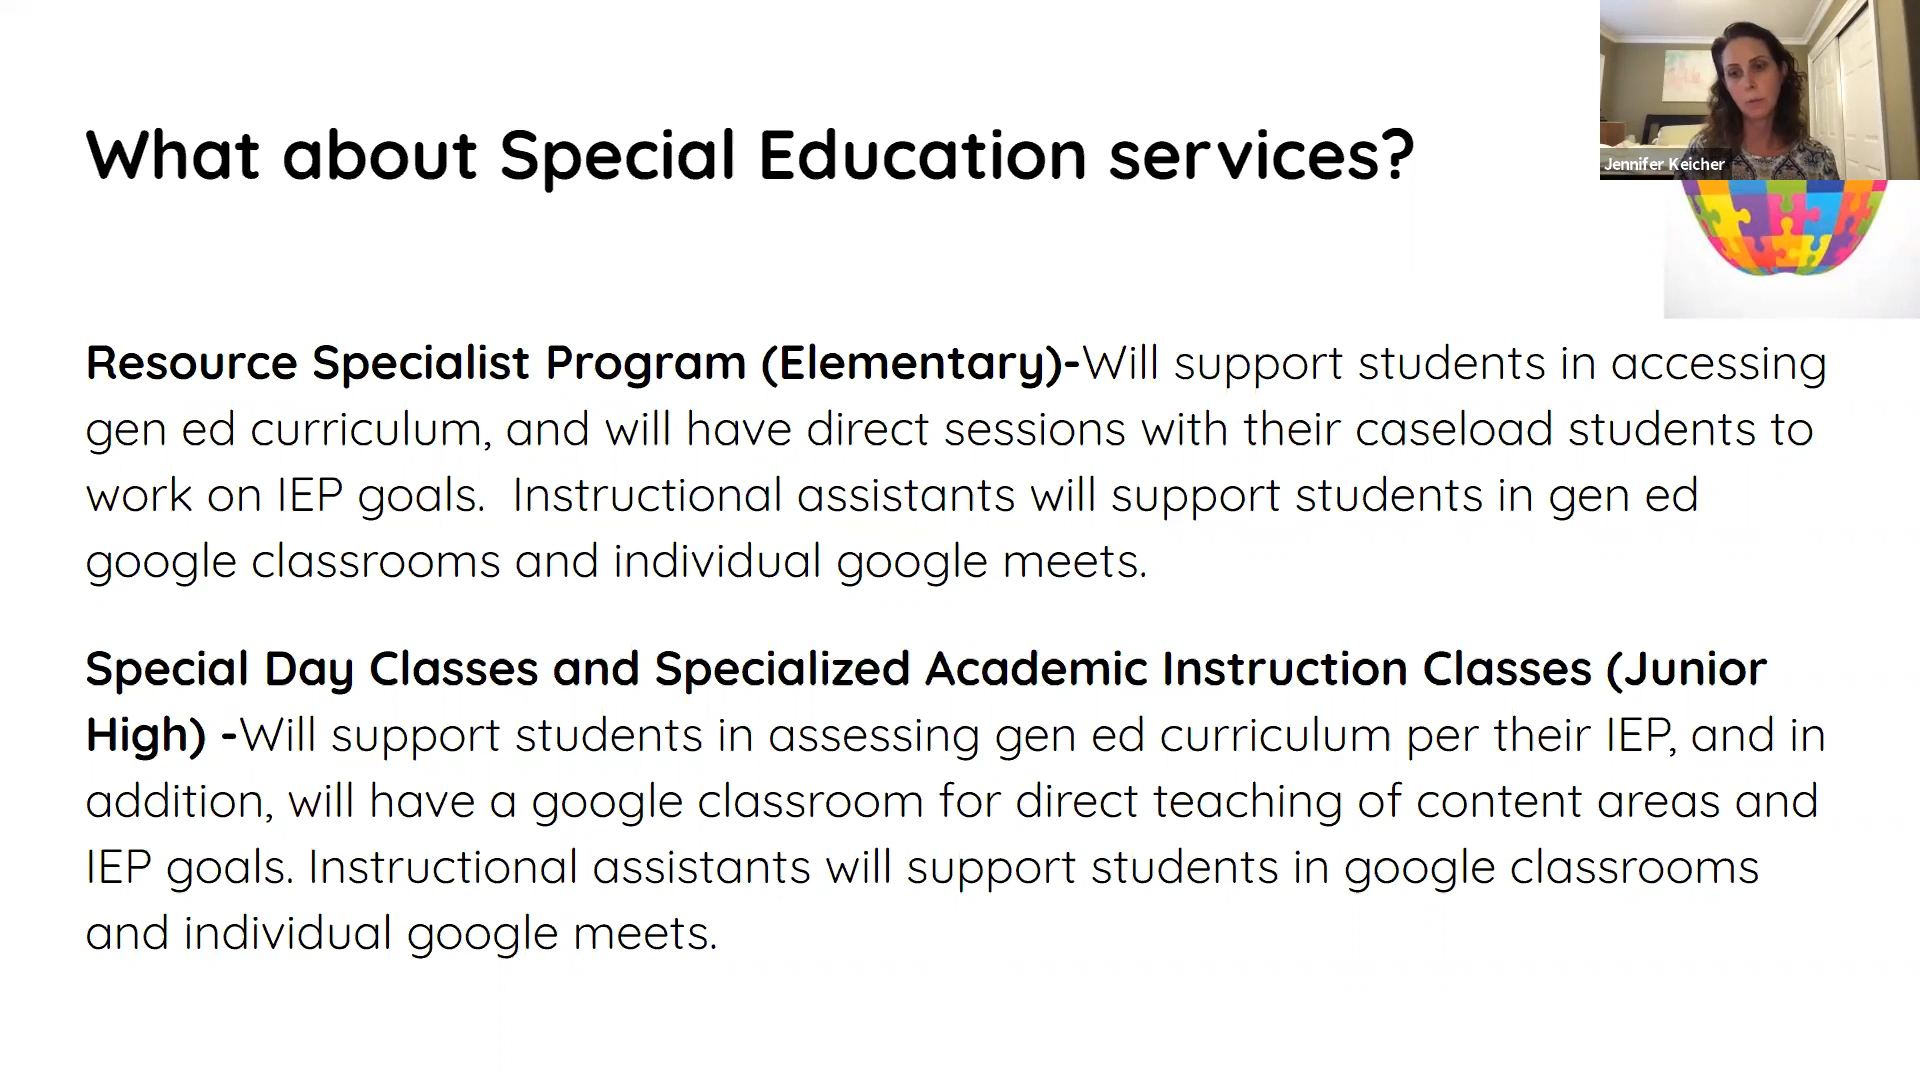 What about Special Education services?
Jennifer Keicher
Resource Specialist Program (Elementary)-Will support students in accessing
gen ed curriculum, and will have direct sessions with their caseload students to
work on IEP goals.  Instructional assistants will support students in gen ed
google classrooms and individual google meets.
Special Day Classes and Specialized Academic Instruction Classes (Junior
High) -Will support students in assessing gen ed curriculum per their IEP, and in
addition, will have a google classroom for direct teaching of content areas and
IEP goals. Instructional assistants will support students in google classrooms
and individual google meets.